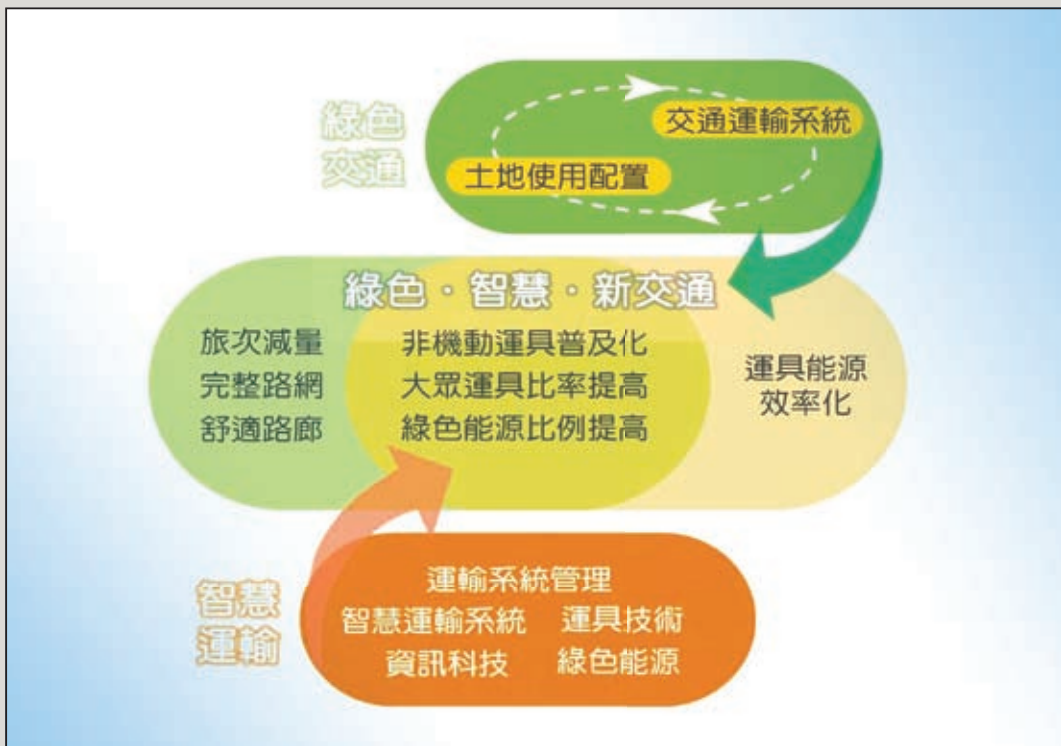 綠色
交通
交通運輸系統
土地使用配置
綠色・智慧・新交通
旅次減量
完整路網
舒適路廊
非機動運具普及化
大眾運具比率提高
綠色能源比例提高
運具能源
效率化
智慧
運輸
運輸系統管理
智慧運輸系統 運具技術
資訊科技 綠色能源